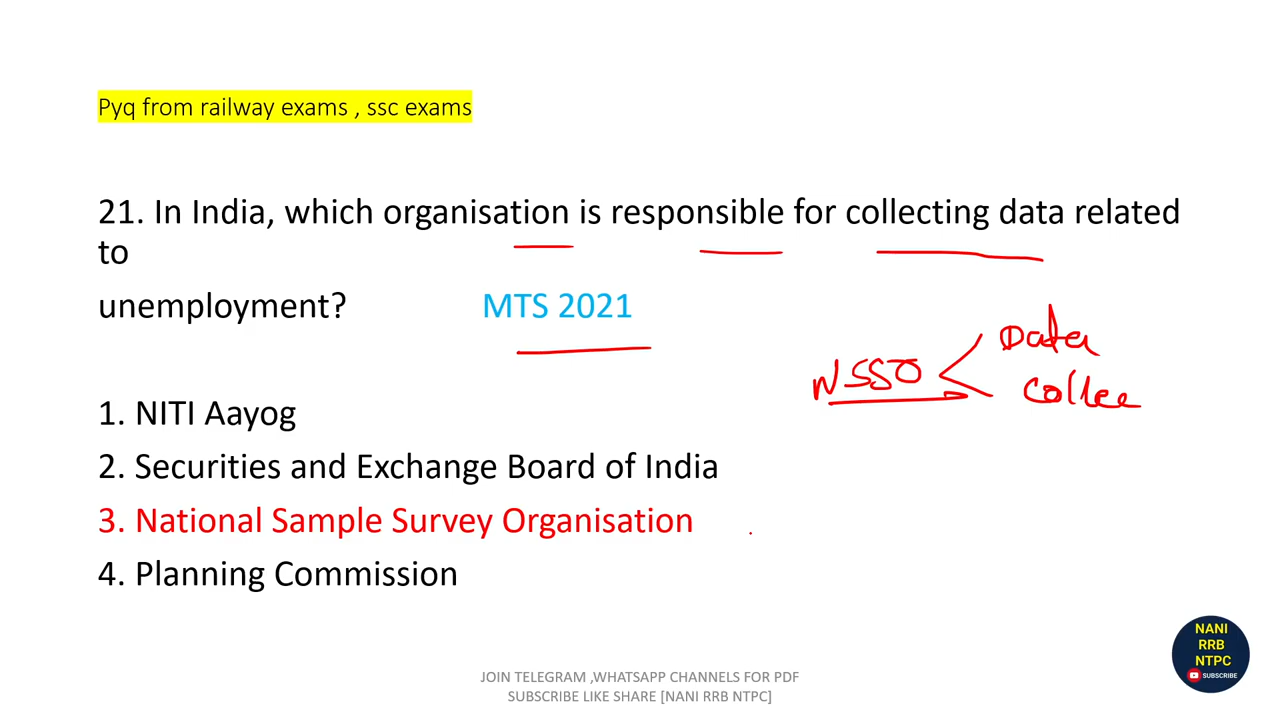 Pyq from railway exams , ssc exams
21. In India, which organisation is responsible for collecting data related
to
unemployment? MTS 2021
NSSO
Data
Collec
1. NITI Aayog
2. Securities and Exchange Board of India
3. National Sample Survey Organisation
4. Planning Commission
NANI
RRB
NTPC
SUBSCRIBE
JOIN TELEGRAM ,WHATSAPP CHANNELS FOR PDF
SUBSCRIBE LIKE SHARE [NANI RRB NTPC]